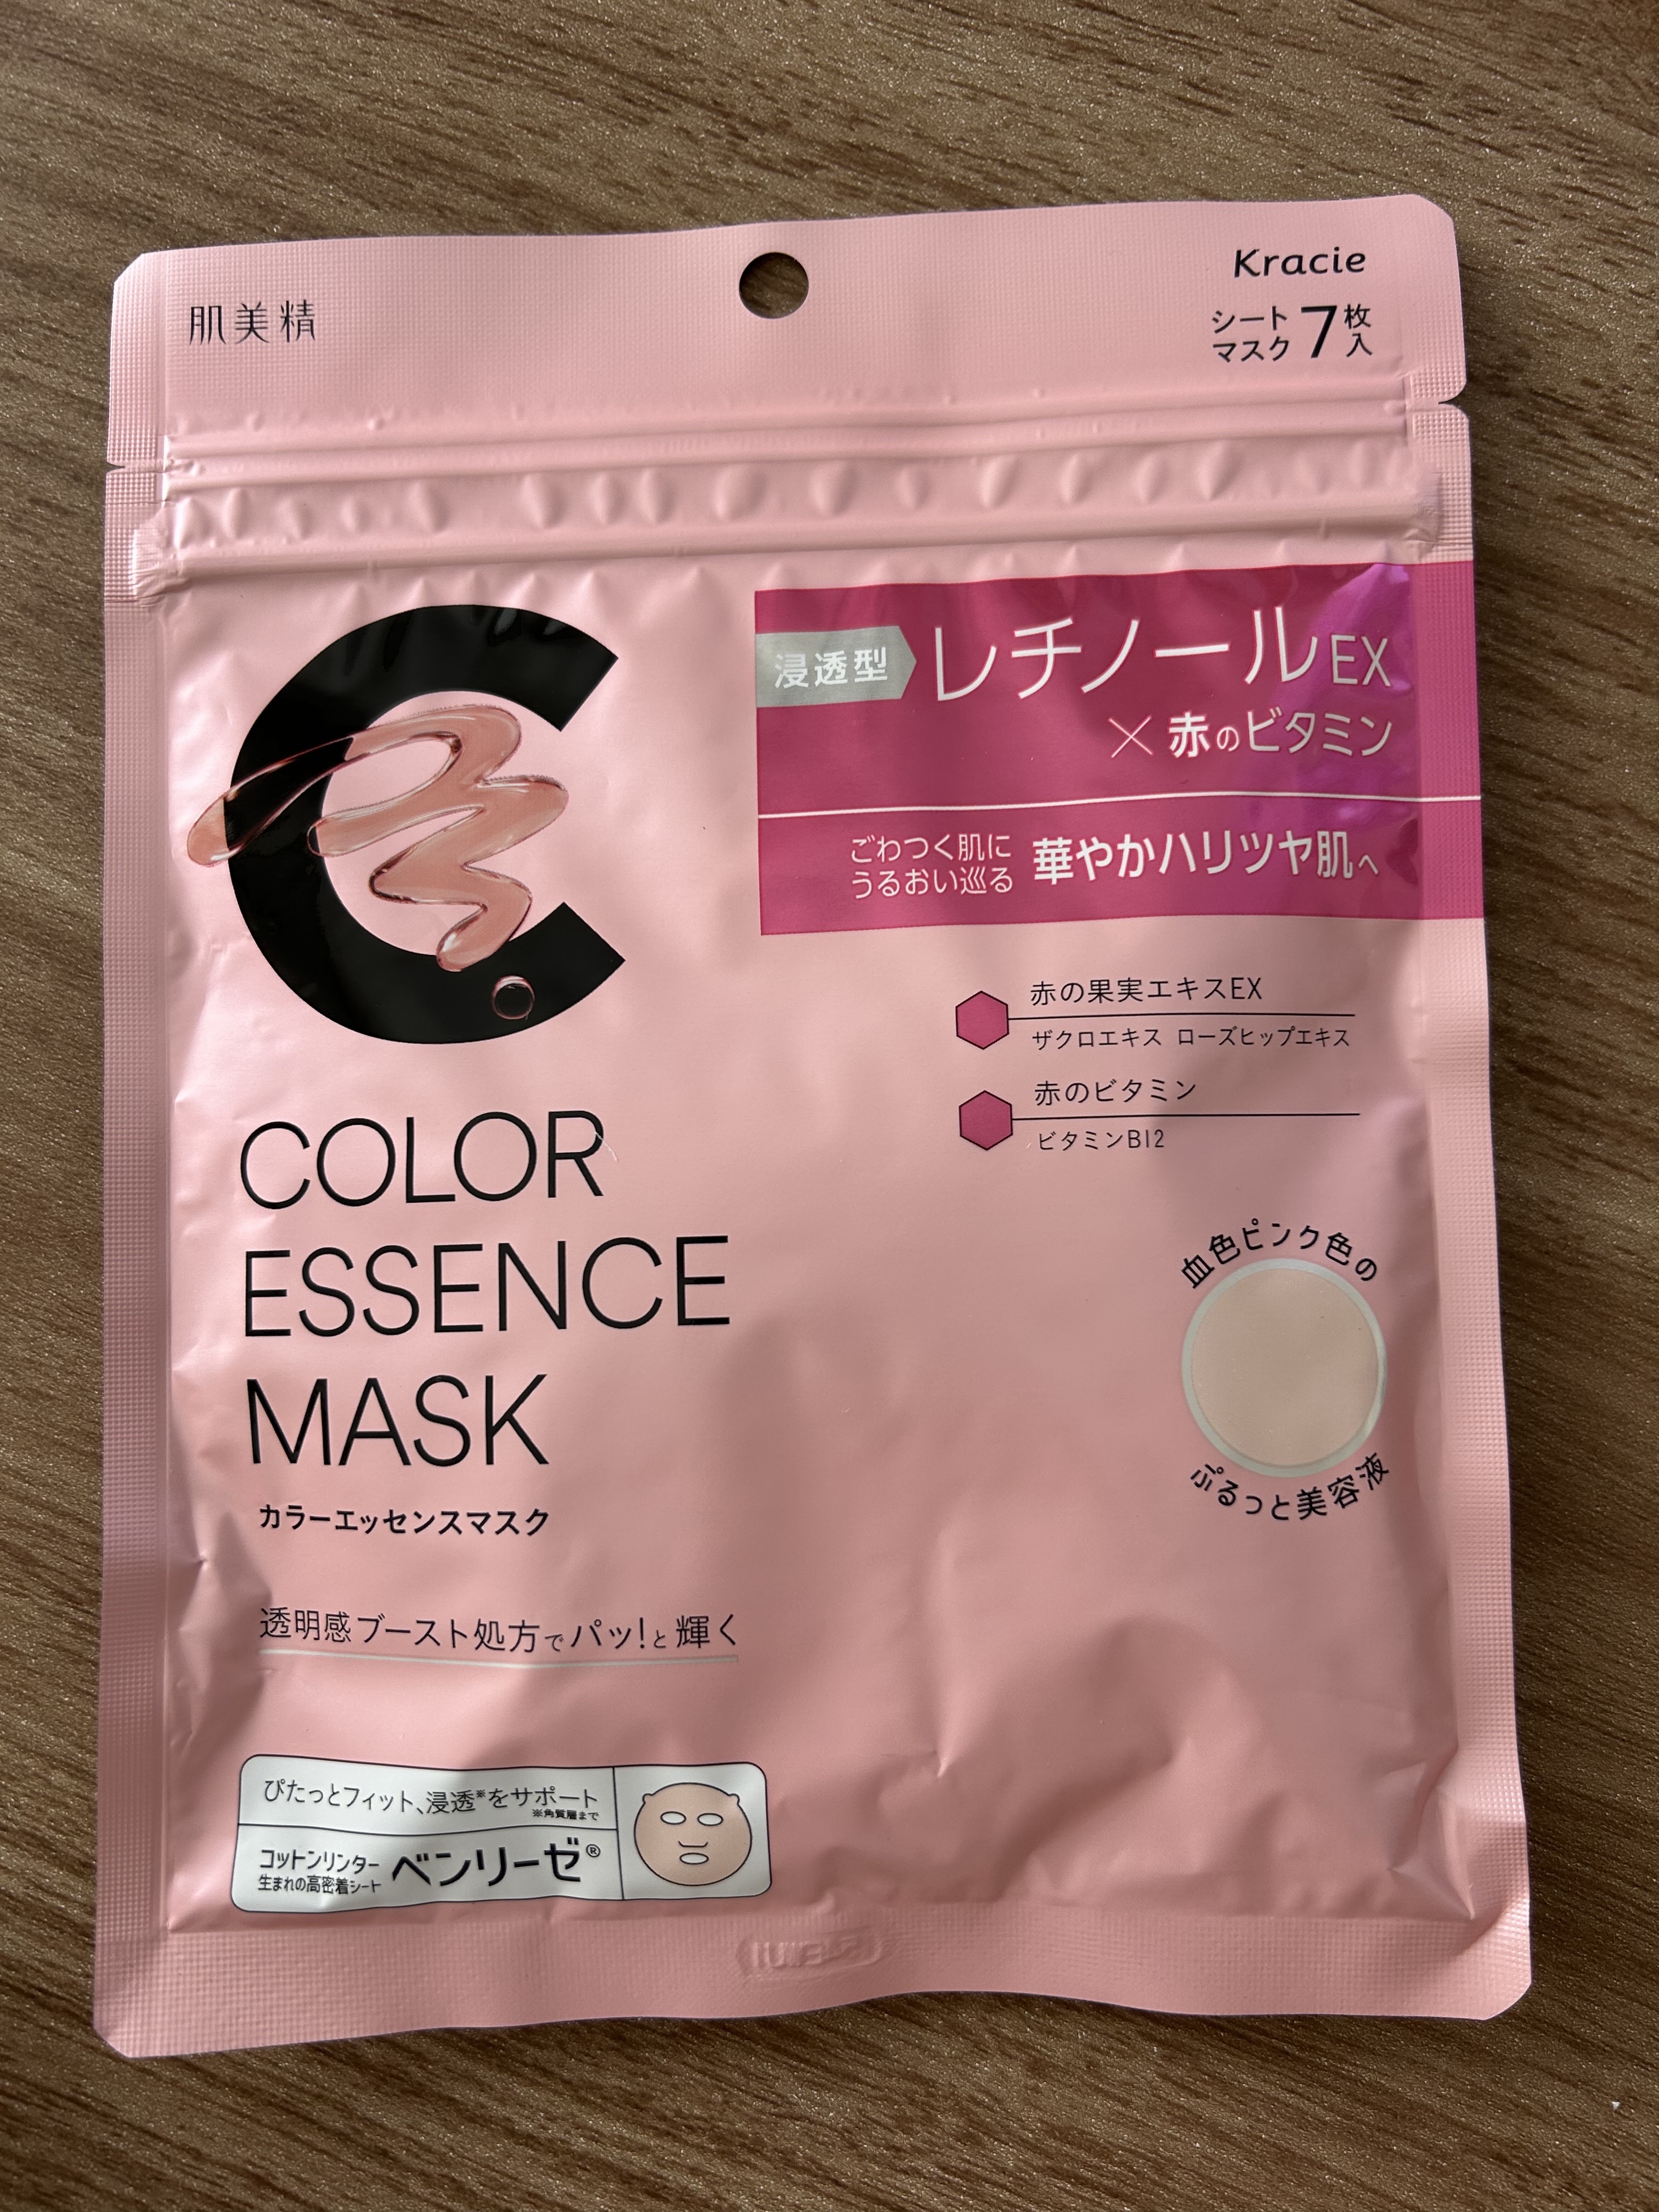 肌美精
Kracie
シート
マスク 7枚入
浸透型 レチノールEX
×赤のビタミン
ごわつく肌に
うるおい巡る 華やかハリツヤ肌へ
赤の果実エキスEX
ザクロエキス ローズヒップエキス
赤のビタミン
ビタミンB12
C
COLOR
ESSENCE
MASK
カラーエッセンスマスク
血色ピンク色の
ぷるっと美容液
透明感ブースト処方でパッ!と輝く
ぴたっとフィット、浸透※をサポート
※角質層まで
コットンリンター
生まれの高密着シート ベンリーゼ®